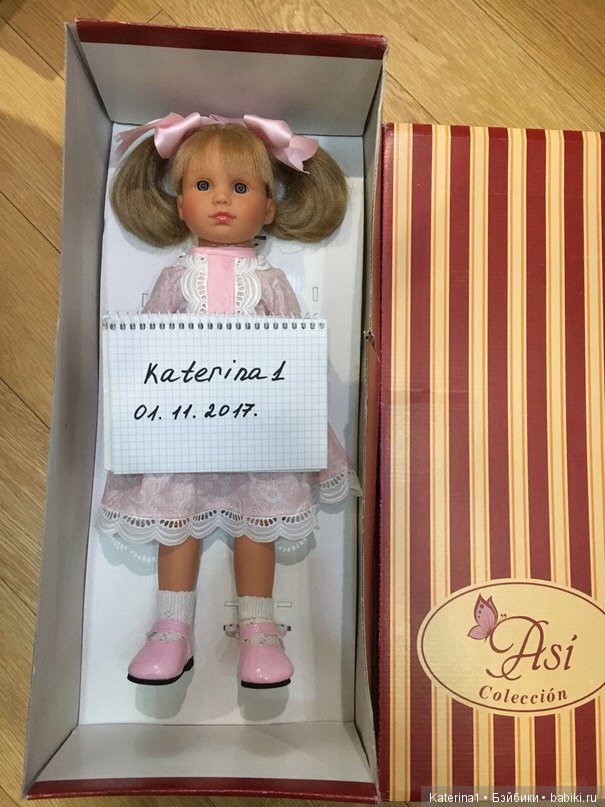 Katerina1
01.11.2017.
Así
Colección
Katerina1 • Бэйбики • babiki.ru